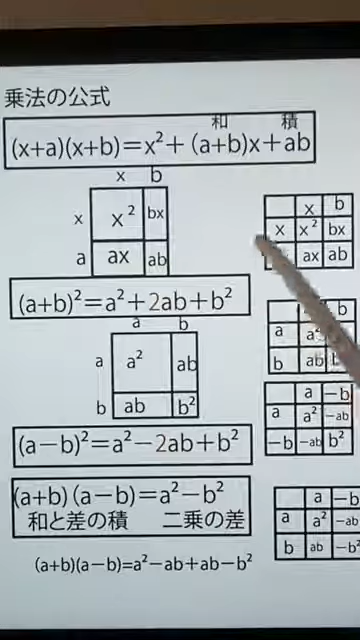 乗法の公式
和 積
(x+a)(x+b)=x²+(a+b)x+ab
x b
x x² bx
a ax ab
x b
x x² bx
ax ab
(a+b)²=a²+2ab+b²
a b
a a² ab
b ab b²
b
a a²
b ab
(a−b)²=a²−2ab+b²
a −b
a a² −ab
−b −ab b²
(a+b)(a−b)=a²−b²
和と差の積 二乗の差
a −b
a a² −ab
b ab −b²
(a+b)(a−b)=a²−ab+ab−b²